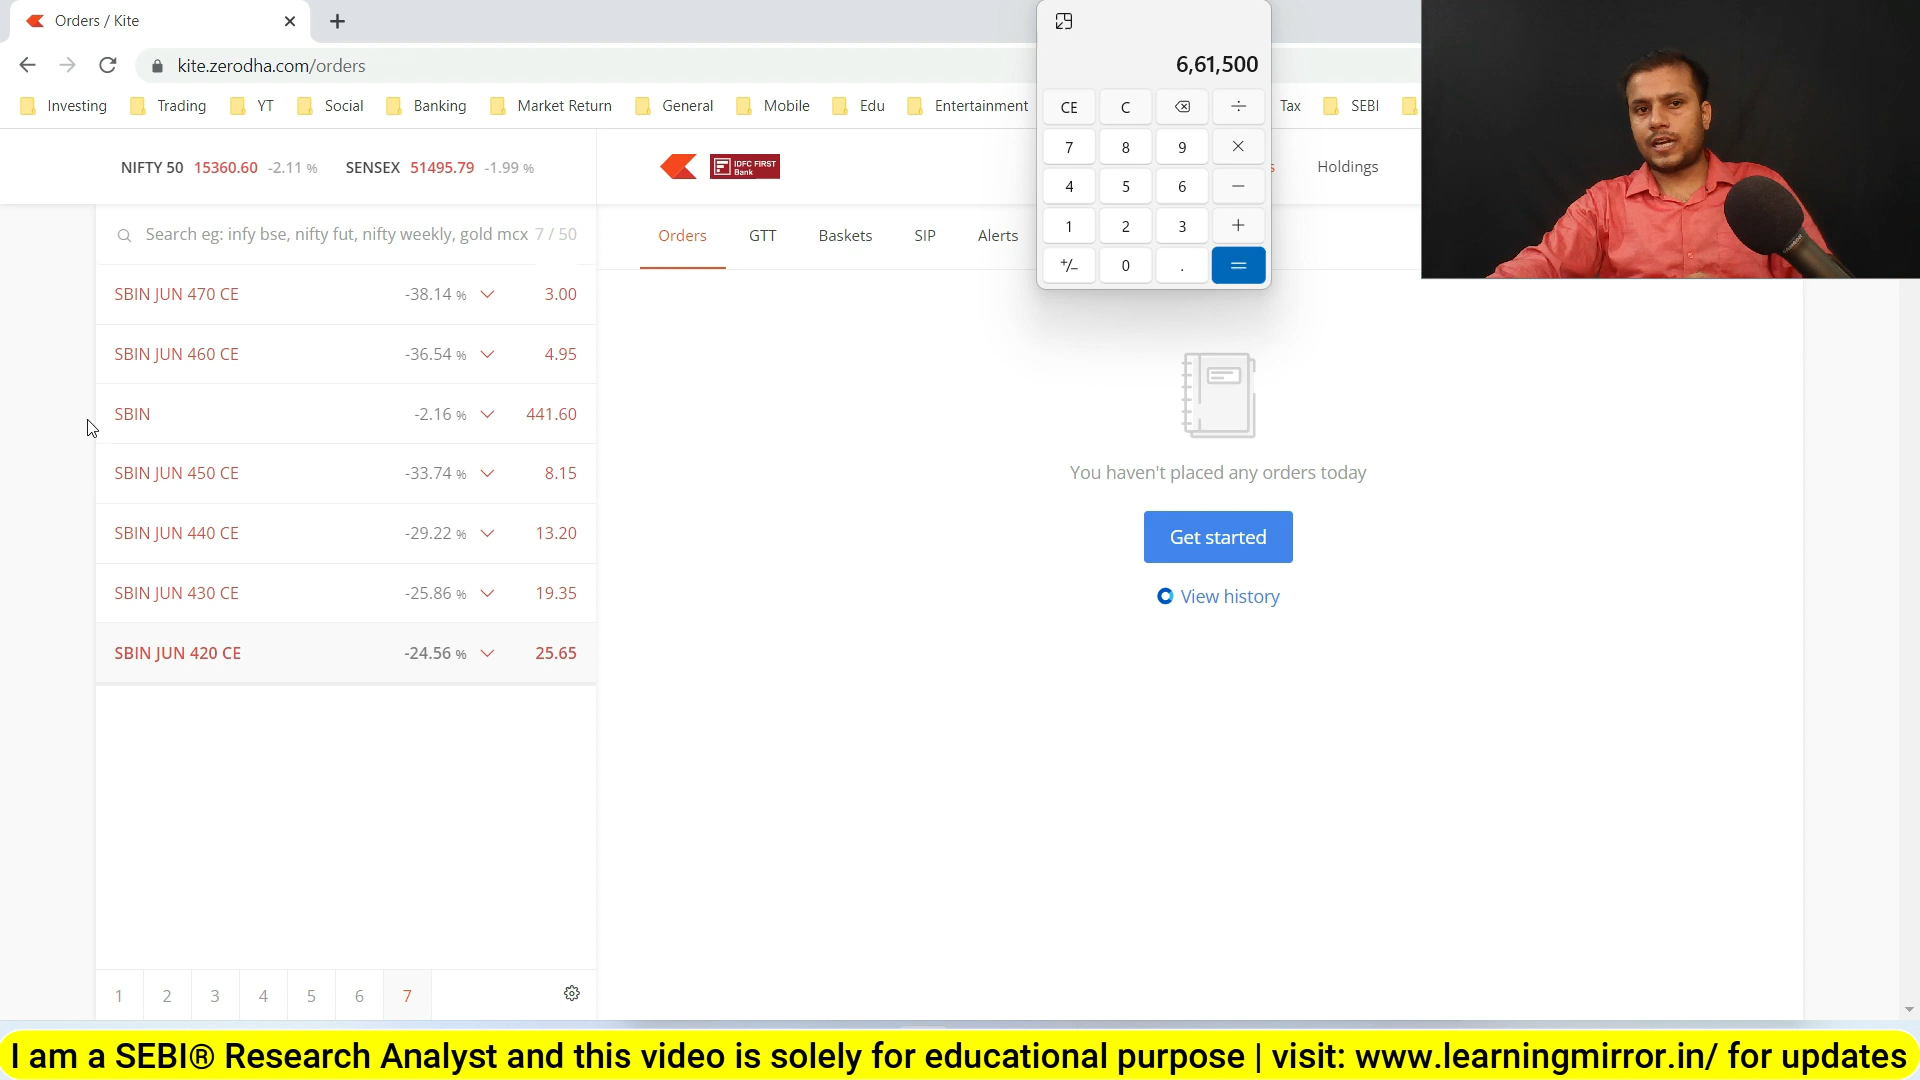 Orders / Kite
kite.zerodha.com/orders
Investing Trading YT Social Banking Market Return General Mobile Edu Entertainment Tax SEBI
6,61,500
CE C ÷
7 8 9 ×
4 5 6 −
1 2 3 +
+/− 0 . =
NIFTY 50 15360.60 -2.11 % SENSEX 51495.79 -1.99 %
IDFC FIRST
Bank
Holdings
Search eg: infy bse, nifty fut, nifty weekly, gold mcx 7 / 50
Orders GTT Baskets SIP Alerts
SBIN JUN 470 CE -38.14 % 3.00
SBIN JUN 460 CE -36.54 % 4.95
SBIN -2.16 % 441.60
SBIN JUN 450 CE -33.74 % 8.15
SBIN JUN 440 CE -29.22 % 13.20
SBIN JUN 430 CE -25.86 % 19.35
SBIN JUN 420 CE -24.56 % 25.65
You haven't placed any orders today
Get started
View history
1 2 3 4 5 6 7
I am a SEBI® Research Analyst and this video is solely for educational purpose | visit: www.learningmirror.in/ for updates